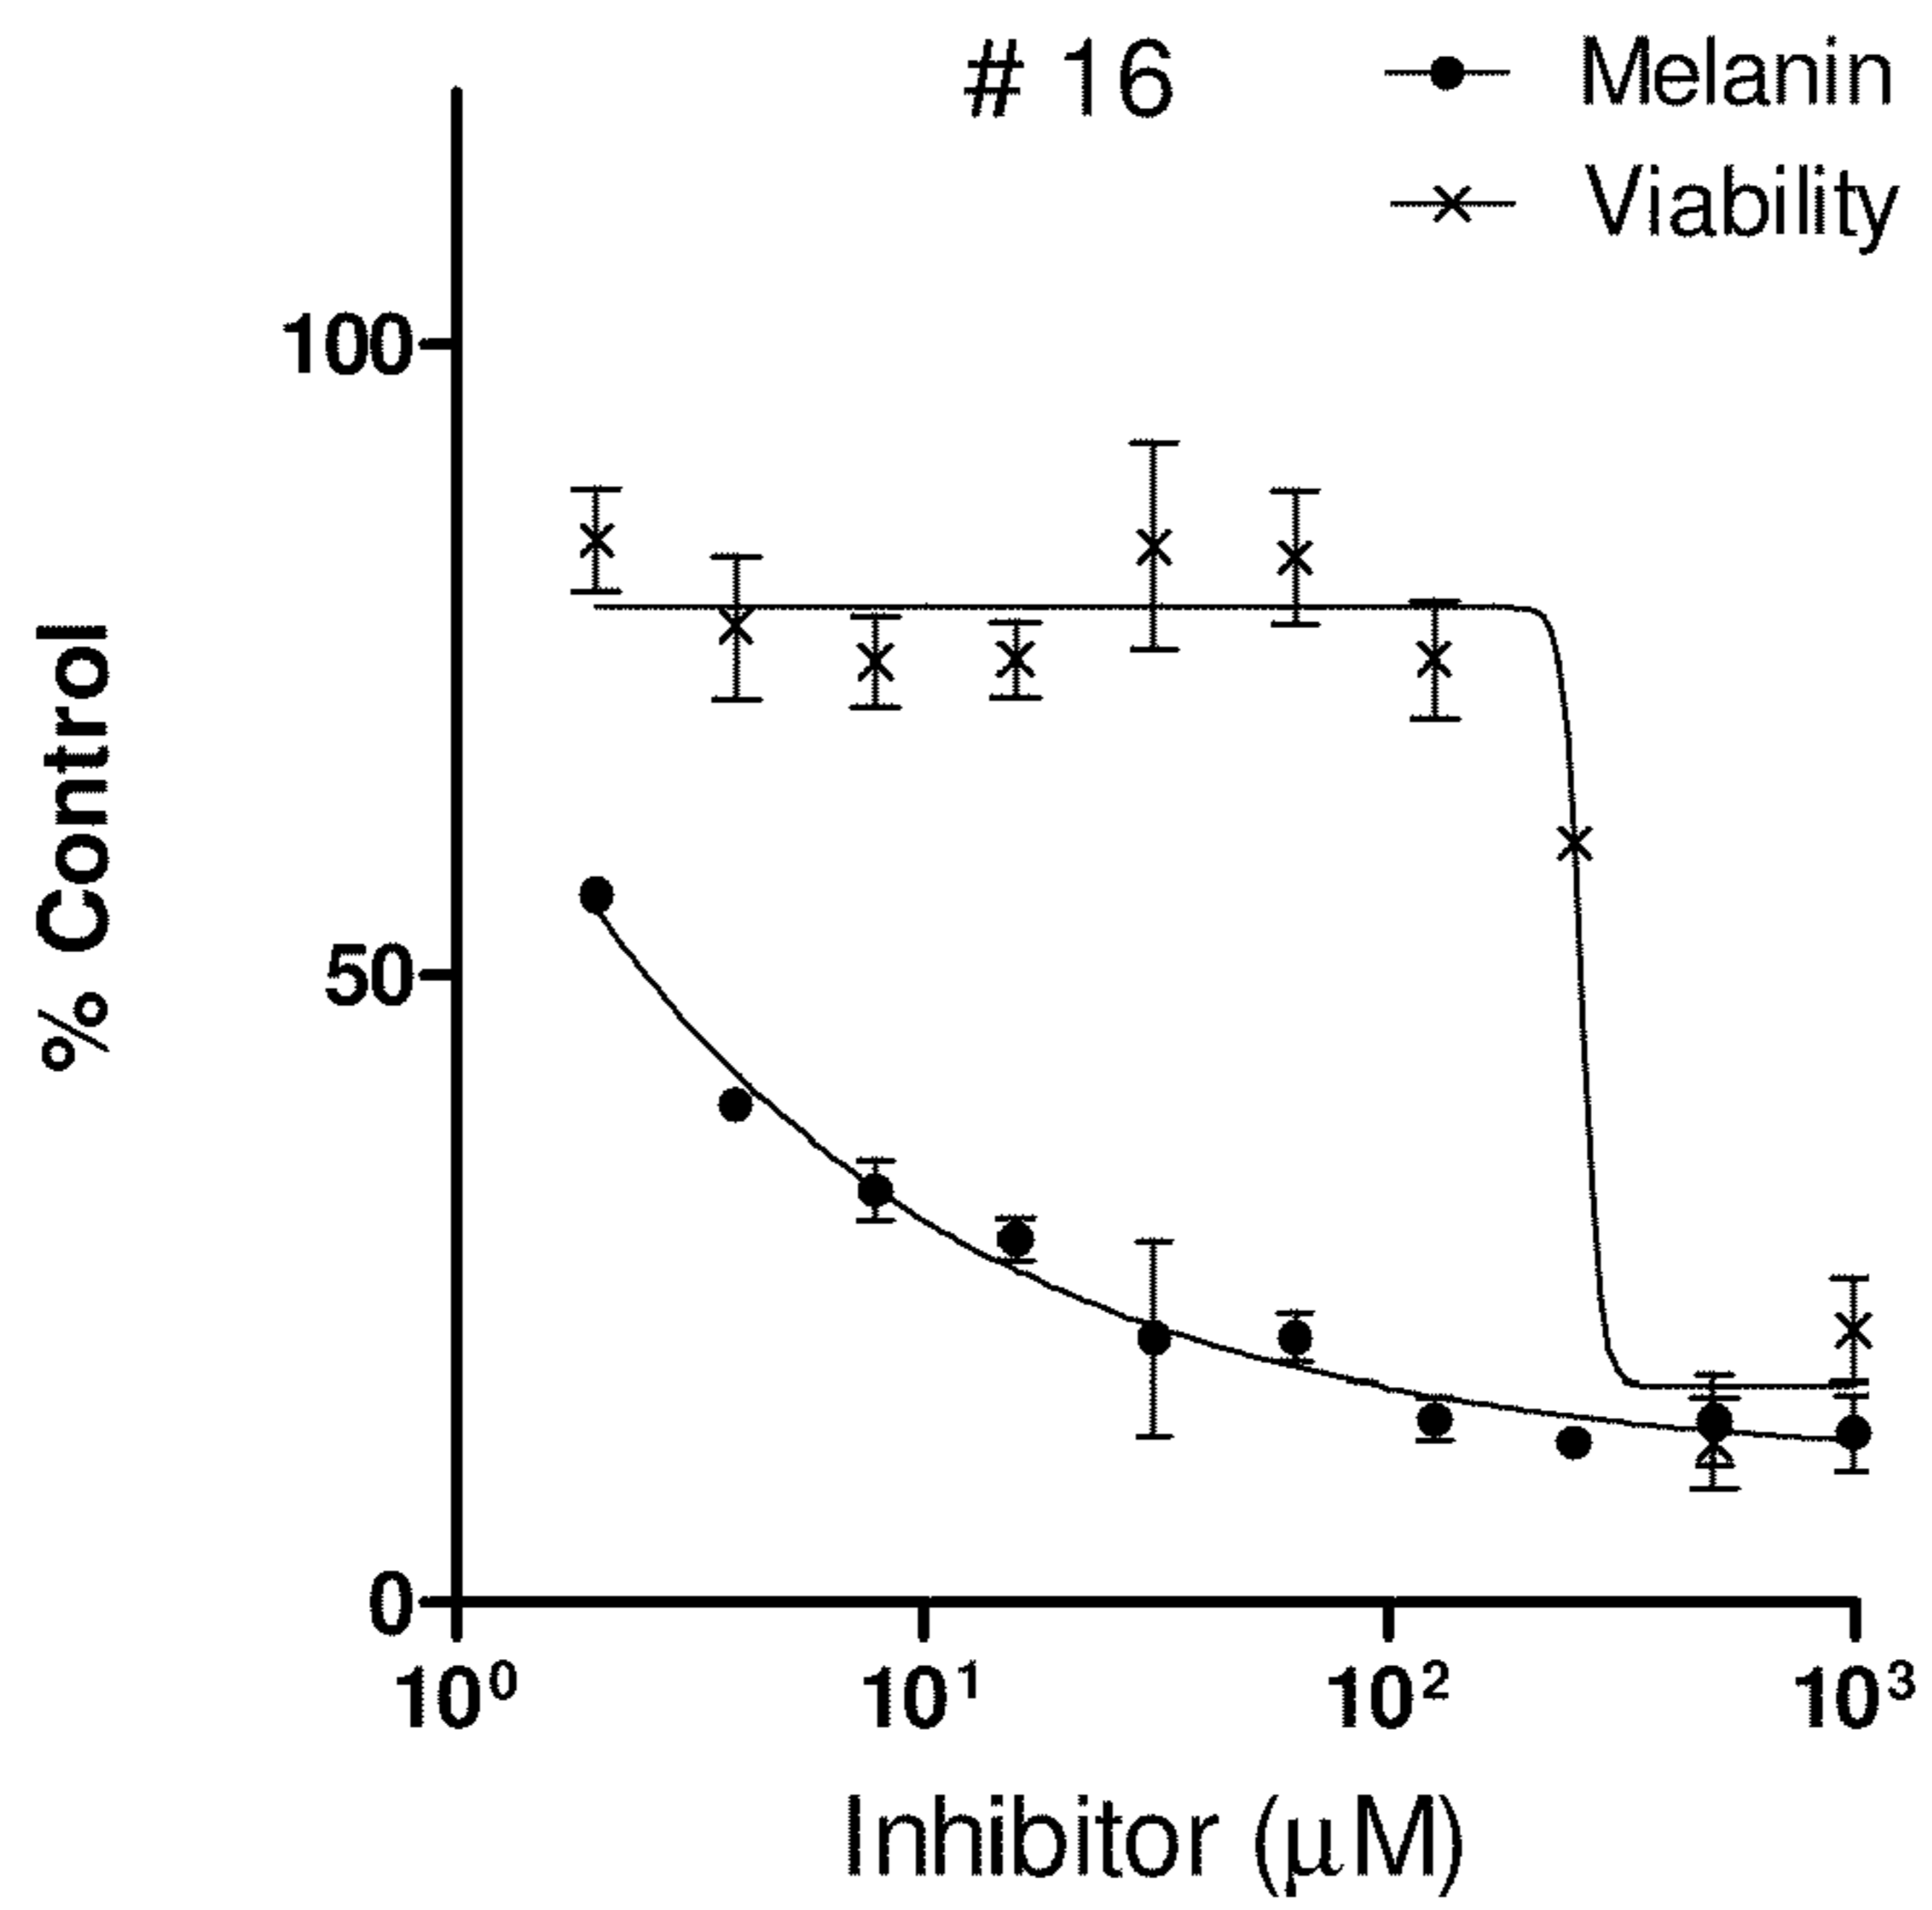 # 16
Melanin
Viability
% Control
100
50
0
10⁰
10¹
10²
10³
Inhibitor (μM)